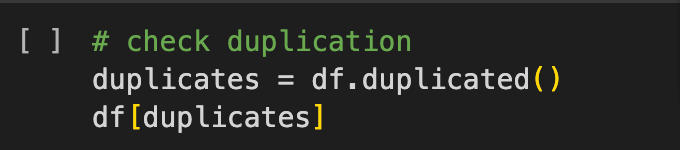 [ ] # check duplication
duplicates = df.duplicated()
df[duplicates]